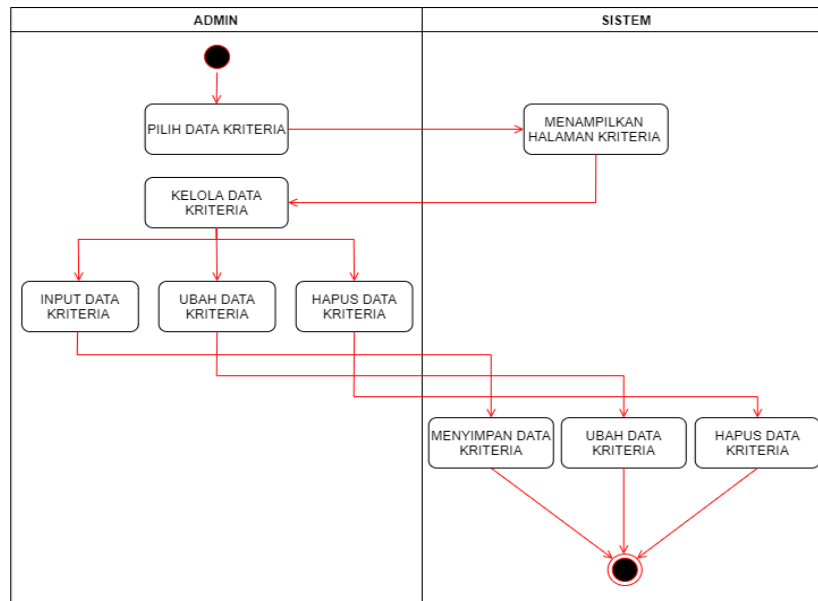 ADMIN
SISTEM
PILIH DATA KRITERIA
MENAMPILKAN
HALAMAN KRITERIA
KELOLA DATA
KRITERIA
INPUT DATA
KRITERIA
UBAH DATA
KRITERIA
HAPUS DATA
KRITERIA
MENYIMPAN DATA
KRITERIA
UBAH DATA
KRITERIA
HAPUS DATA
KRITERIA